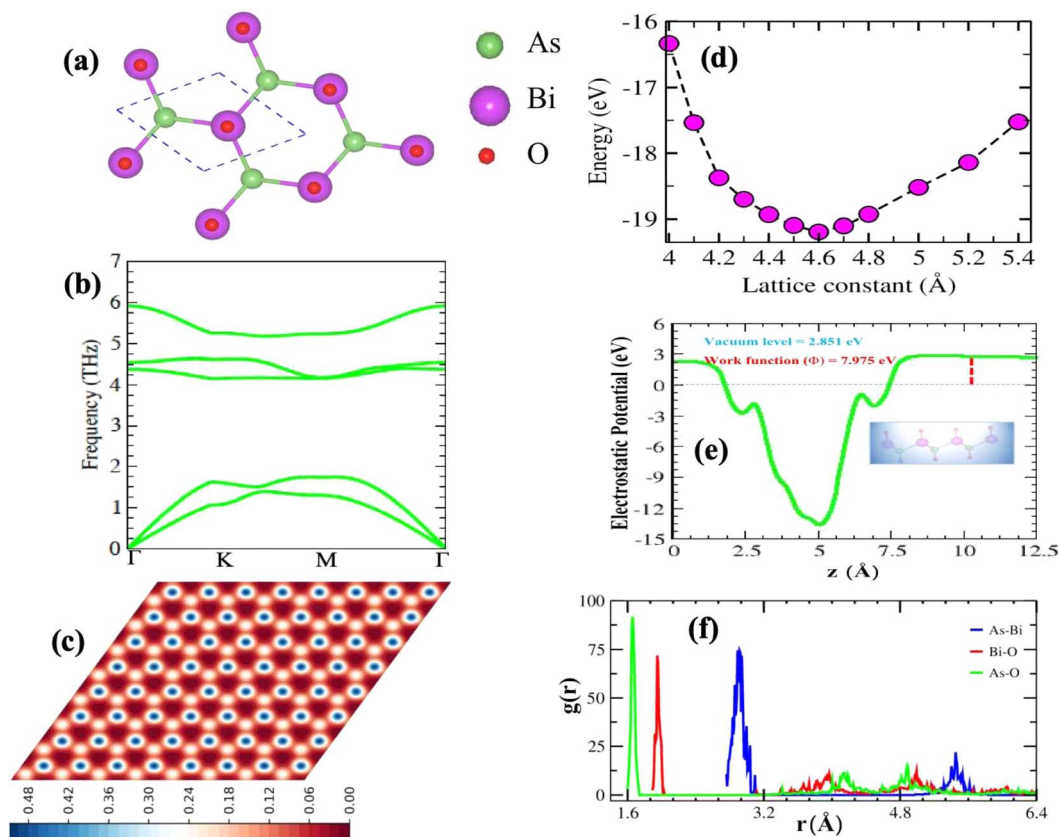 (a)
As
Bi
O
(d)
Energy (eV)
-16
-17
-18
-19
4 4.2 4.4 4.6 4.8 5 5.2 5.4
Lattice constant (Å)
(b)
Frequency (THz)
7
6
5
4
3
2
1
0
Γ K M Γ
(e)
Electrostatic Potential (eV)
Vacuum level = 2.851 eV
Work function (Φ) = 7.975 eV
6
3
0
-3
-6
-9
-12
-15
0 2.5 5 7.5 10 12.5
z (Å)
(c)
0.48 0.42 0.36 0.30 0.24 0.18 0.12 0.06 0.00
(f)
g(r)
100
75
50
25
0
As-Bi
Bi-O
As-O
1.6 3.2 4.8 6.4
r(Å)